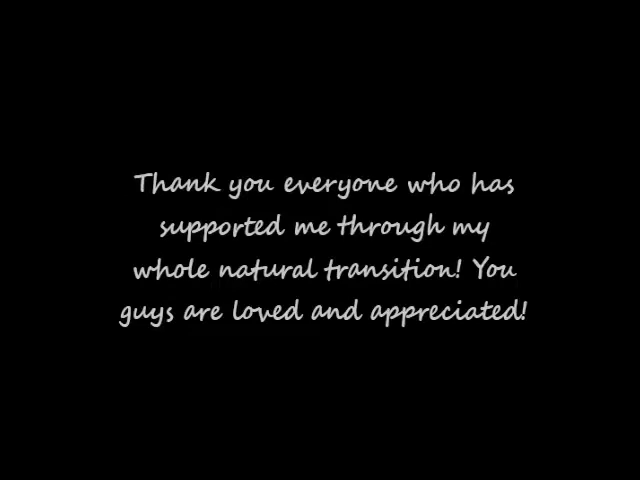 Thank you everyone who has
supported me through my
whole natural transition! You
guys are loved and appreciated!